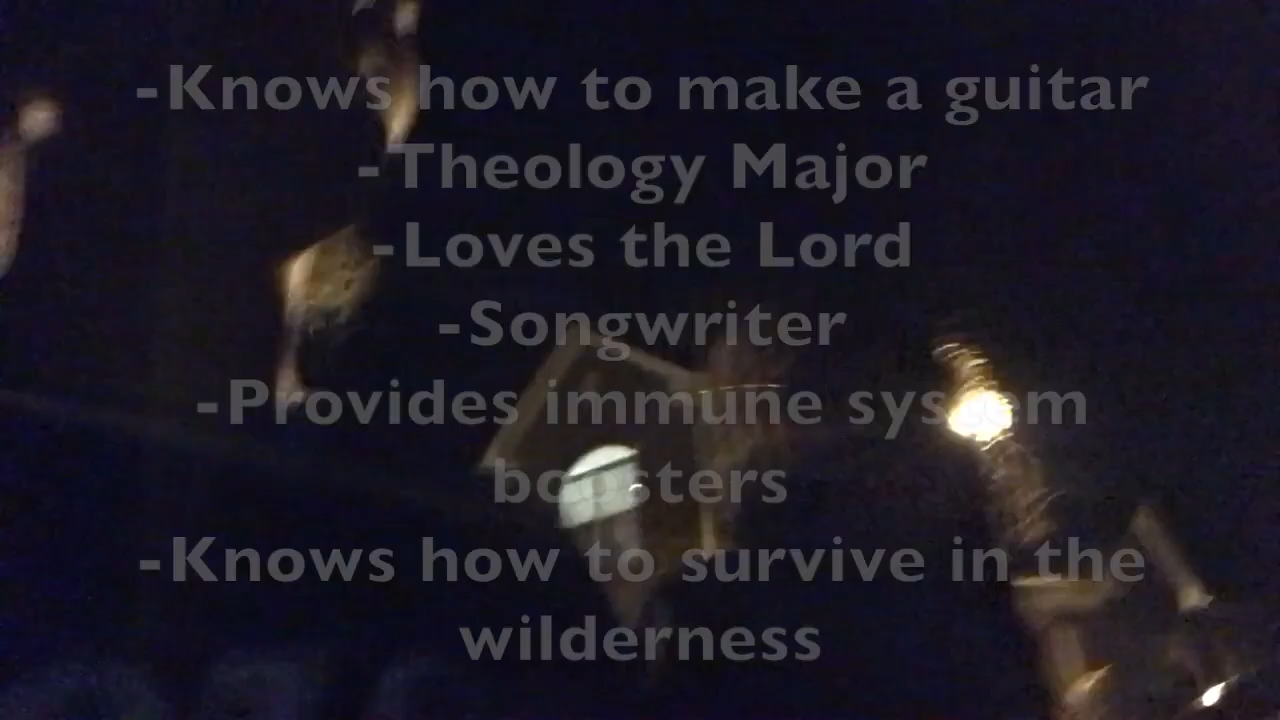 -Knows how to make a guitar
-Theology Major
-Loves the Lord
-Songwriter
-Provides immune system
boosters
-Knows how to survive in the
wilderness